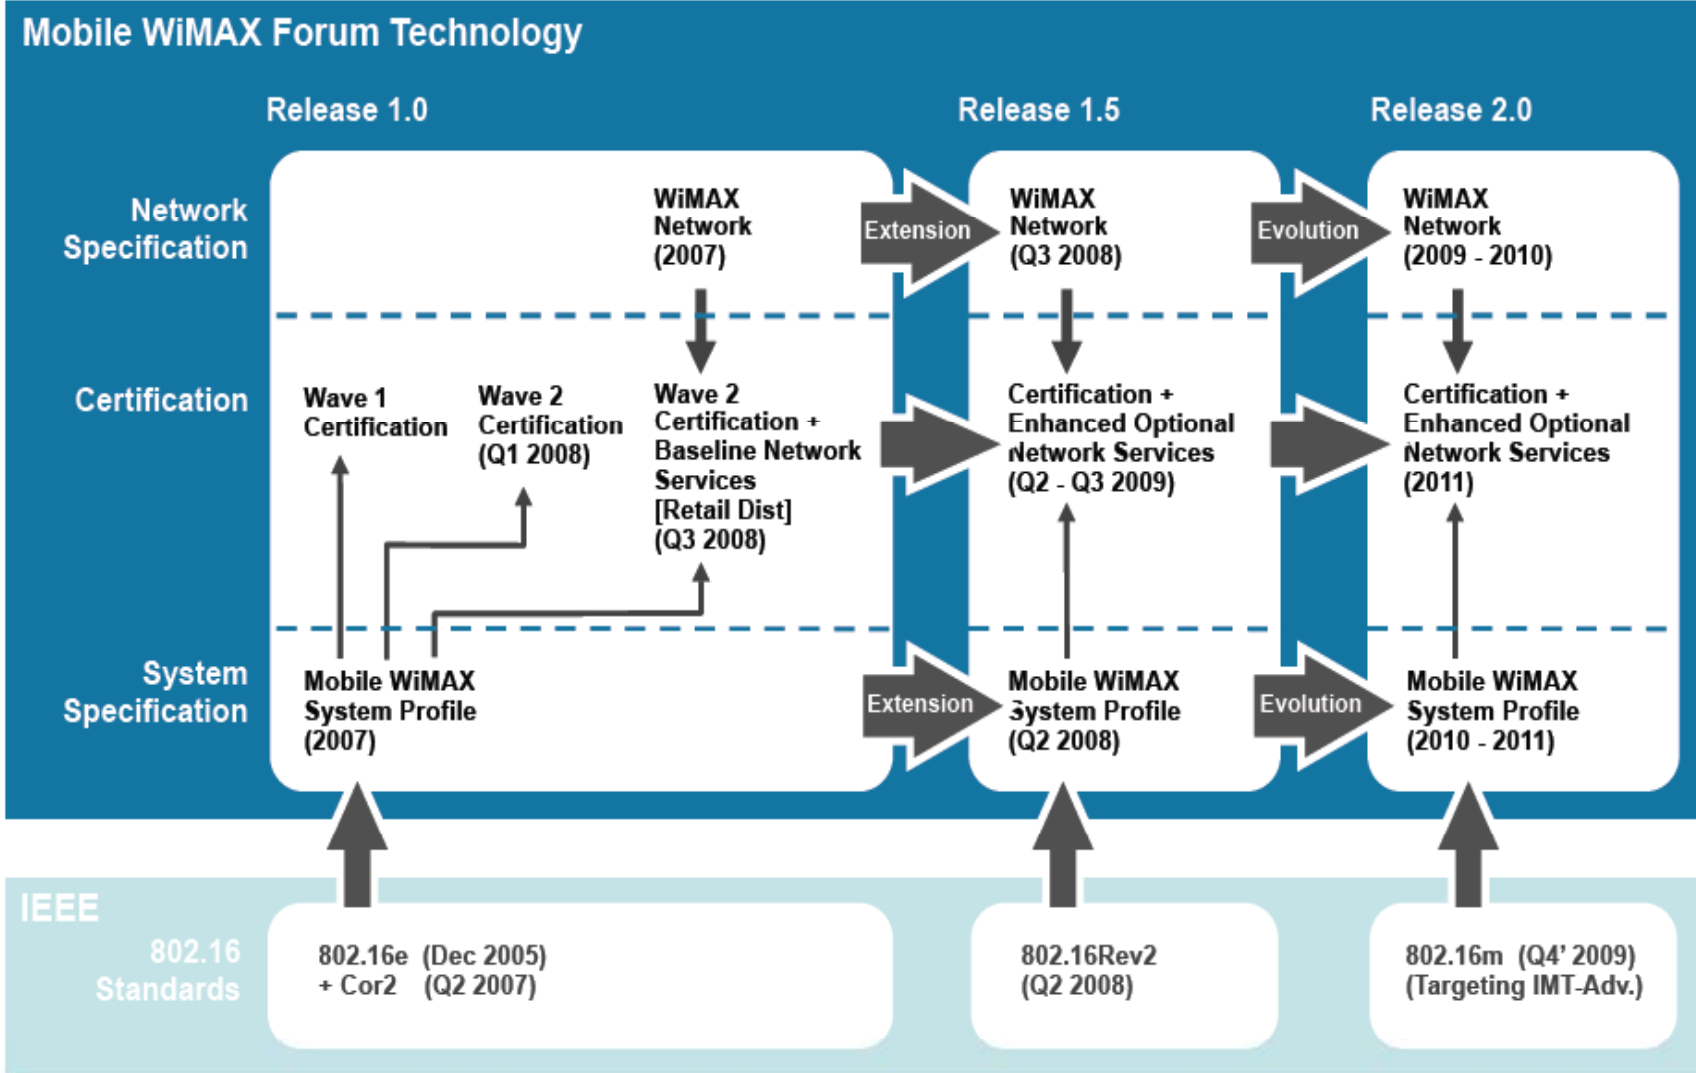 Mobile WiMAX Forum Technology
Release 1.0
Release 1.5
Release 2.0
Network
Specification
WiMAX
Network
(2007)
Extension
WiMAX
Network
(Q3 2008)
Evolution
WiMAX
Network
(2009 - 2010)
Certification
Wave 1
Certification
Wave 2
Certification
(Q1 2008)
Wave 2
Certification +
Baseline Network
Services
[Retail Dist]
(Q3 2008)
Certification +
Enhanced Optional
Network Services
(Q2 - Q3 2009)
Certification +
Enhanced Optional
Network Services
(2011)
System
Specification
Mobile WiMAX
System Profile
(2007)
Extension
Mobile WiMAX
System Profile
(Q2 2008)
Evolution
Mobile WiMAX
System Profile
(2010 - 2011)
IEEE
802.16
Standards
802.16e (Dec 2005)
+ Cor2 (Q2 2007)
802.16Rev2
(Q2 2008)
802.16m (Q4’ 2009)
(Targeting IMT-Adv.)